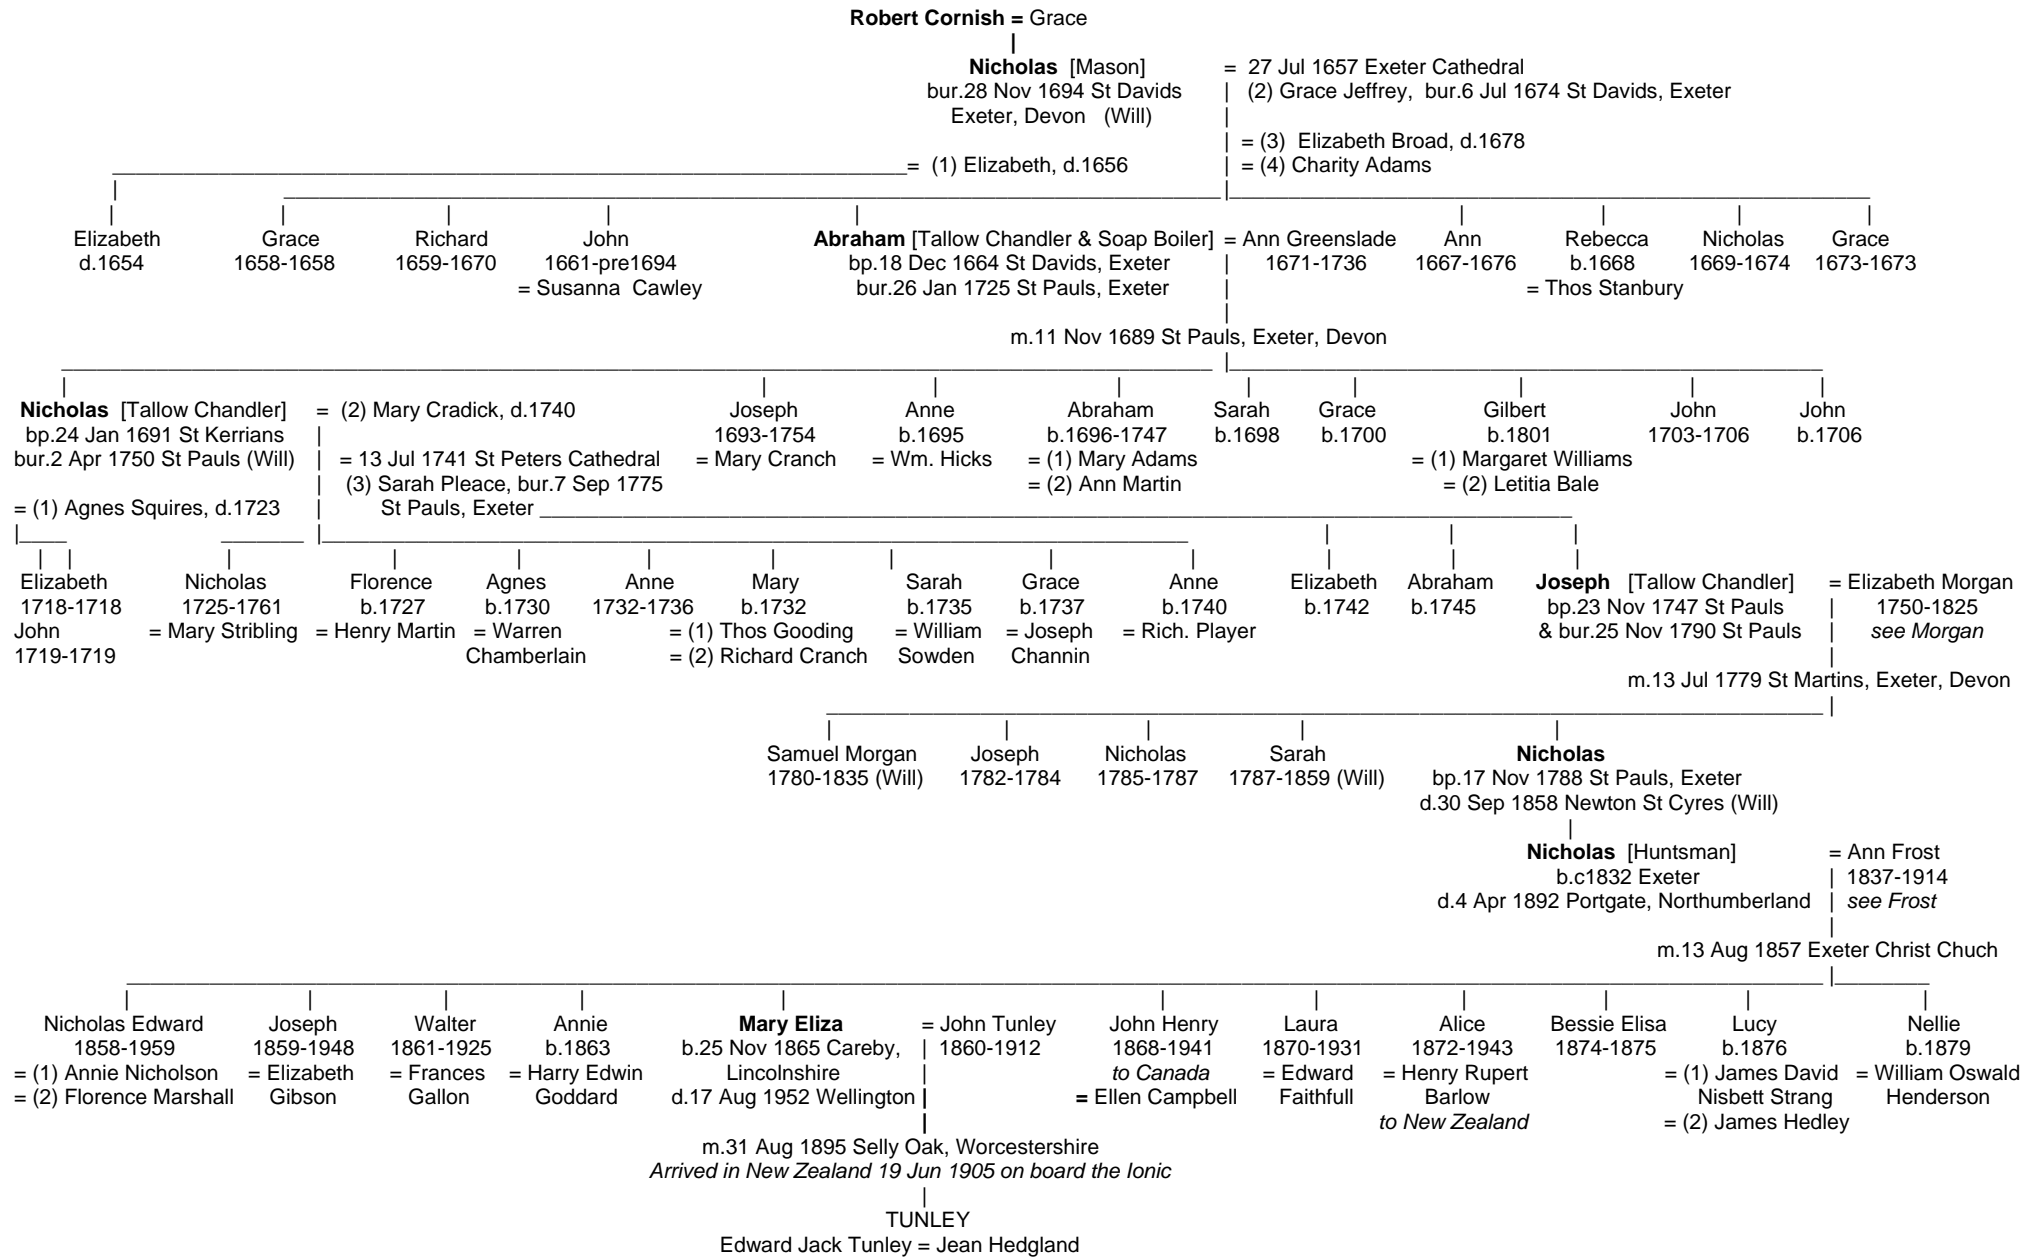 Robert Cornish = Grace
Nicholas [Mason] = 27 Jul 1657 Exeter Cathedral
bur.28 Nov 1694 St Davids (2) Grace Jeffrey, bur.6 Jul 1674 St Davids, Exeter
Exeter, Devon (Will)
= (3) Elizabeth Broad, d.1678
= (1) Elizabeth, d.1656 = (4) Charity Adams
Elizabeth Grace Richard John Abraham [Tallow Chandler & Soap Boiler] = Ann Greenslade Ann Rebecca Nicholas Grace
d.1654 1658-1658 1659-1670 1661-pre1694 bp.18 Dec 1664 St Davids, Exeter 1671-1736 1667-1676 b.1668 1669-1674 1673-1673
= Susanna Cawley bur.26 Jan 1725 St Pauls, Exeter = Thos Stanbury
m.11 Nov 1689 St Pauls, Exeter, Devon
Nicholas [Tallow Chandler] = (2) Mary Cradick, d.1740 Joseph Anne Abraham Sarah Grace Gilbert John John
bp.24 Jan 1691 St Kerrians 1693-1754 b.1695 b.1696-1747 b.1698 b.1700 b.1801 1703-1706 b.1706
bur.2 Apr 1750 St Pauls (Will) = 13 Jul 1741 St Peters Cathedral = Mary Cranch = Wm. Hicks = (1) Mary Adams = (1) Margaret Williams
(3) Sarah Pleace, bur.7 Sep 1775 = (2) Ann Martin = (2) Letitia Bale
= (1) Agnes Squires, d.1723 St Pauls, Exeter
Elizabeth Nicholas Florence Agnes Anne Mary Sarah Grace Anne Elizabeth Abraham Joseph [Tallow Chandler] = Elizabeth Morgan
1718-1718 1725-1761 b.1727 b.1730 1732-1736 b.1732 b.1735 b.1737 b.1740 b.1742 b.1745 bp.23 Nov 1747 St Pauls 1750-1825
John = Mary Stribling = Henry Martin = Warren = (1) Thos Gooding = William = Joseph = Rich. Player & bur.25 Nov 1790 St Pauls see Morgan
1719-1719 Chamberlain = (2) Richard Cranch Sowden Channin
m.13 Jul 1779 St Martins, Exeter, Devon
Samuel Morgan Joseph Nicholas Sarah Nicholas
1780-1835 (Will) 1782-1784 1785-1787 1787-1859 (Will) bp.17 Nov 1788 St Pauls, Exeter
d.30 Sep 1858 Newton St Cyres (Will)
Nicholas [Huntsman] = Ann Frost
b.c1832 Exeter 1837-1914
d.4 Apr 1892 Portgate, Northumberland see Frost
m.13 Aug 1857 Exeter Christ Chuch
Nicholas Edward Joseph Walter Annie Mary Eliza = John Tunley John Henry Laura Alice Bessie Elisa Lucy Nellie
1858-1959 1859-1948 1861-1925 b.1863 b.25 Nov 1865 Careby, 1860-1912 1868-1941 1870-1931 1872-1943 1874-1875 b.1876 b.1879
= (1) Annie Nicholson = Elizabeth = Frances = Harry Edwin Lincolnshire to Canada = Edward = Henry Rupert = (1) James David = William Oswald
= (2) Florence Marshall Gibson Gallon Goddard d.17 Aug 1952 Wellington = Ellen Campbell Faithfull Barlow Nisbett Strang Henderson
to New Zealand = (2) James Hedley
m.31 Aug 1895 Selly Oak, Worcestershire
Arrived in New Zealand 19 Jun 1905 on board the Ionic
TUNLEY
Edward Jack Tunley = Jean Hedgland